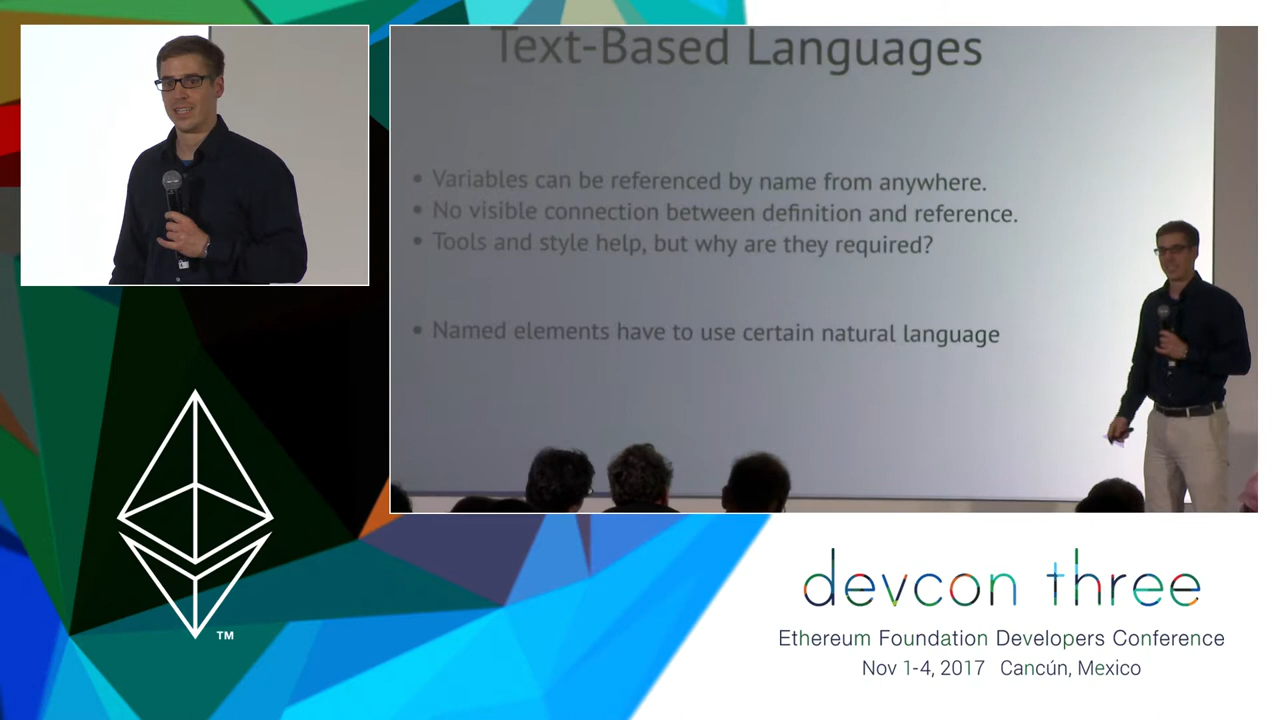 Text-Based Languages
• Variables can be referenced by name from anywhere.
• No visible connection between definition and reference.
• Tools and style help, but why are they required?
• Named elements have to use certain natural language
TM
devcon three
Ethereum Foundation Developers Conference
Nov 1-4, 2017 Cancún, Mexico